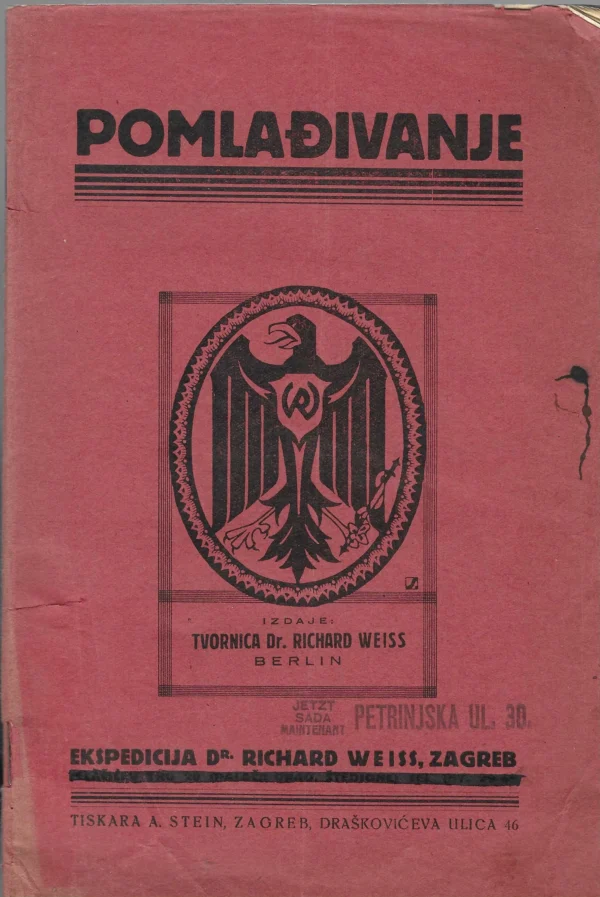 POMLAĐIVANJE
IZDAJE:
TVORNICA Dr. RICHARD WEISS
BERLIN
JETZT
SADA
MAINTENANT
PETRINJSKA UL. 30.
EKSPEDICIJA DR. RICHARD WEISS, ZAGREB
TISKARA A. STEIN, ZAGREB, DRAŠKOVIĆEVA ULICA 46